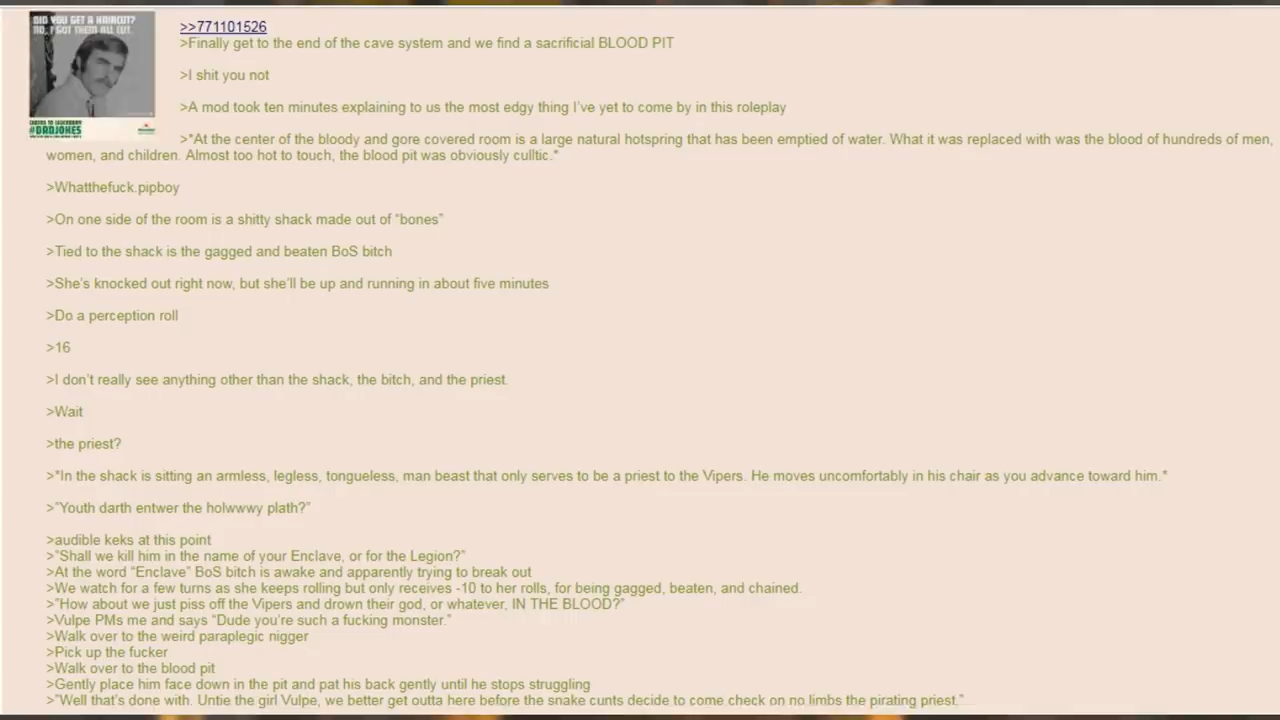 DID YOU GET A HAIRCUT?
NO, I GOT THEM ALL CUT.
#DADJOKES
>>771101526
>Finally get to the end of the cave system and we find a sacrificial BLOOD PIT
>I shit you not
>A mod took ten minutes explaining to us the most edgy thing I've yet to come by in this roleplay
>*At the center of the bloody and gore covered room is a large natural hotspring that has been emptied of water. What it was replaced with was the blood of hundreds of men,
women, and children. Almost too hot to touch, the blood pit was obviously culltic.*
>Whatthefuck.pipboy
>On one side of the room is a shitty shack made out of “bones”
>Tied to the shack is the gagged and beaten BoS bitch
>She's knocked out right now, but she'll be up and running in about five minutes
>Do a perception roll
>16
>I don't really see anything other than the shack, the bitch, and the priest.
>Wait
>the priest?
>*In the shack is sitting an armless, legless, tongueless, man beast that only serves to be a priest to the Vipers. He moves uncomfortably in his chair as you advance toward him.*
>”Youth darth entwer the holwwwy plath?”
>audible keks at this point
>”Shall we kill him in the name of your Enclave, or for the Legion?”
>At the word “Enclave” BoS bitch is awake and apparently trying to break out
>We watch for a few turns as she keeps rolling but only receives -10 to her rolls, for being gagged, beaten, and chained.
>”How about we just piss off the Vipers and drown their god, or whatever, IN THE BLOOD?”
>Vulpe PMs me and says “Dude you're such a fucking monster.”
>Walk over to the weird paraplegic nigger
>Pick up the fucker
>Walk over to the blood pit
>Gently place him face down in the pit and pat his back gently until he stops struggling
>”Well that's done with. Untie the girl Vulpe, we better get outta here before the snake cunts decide to come check on no limbs the pirating priest.”